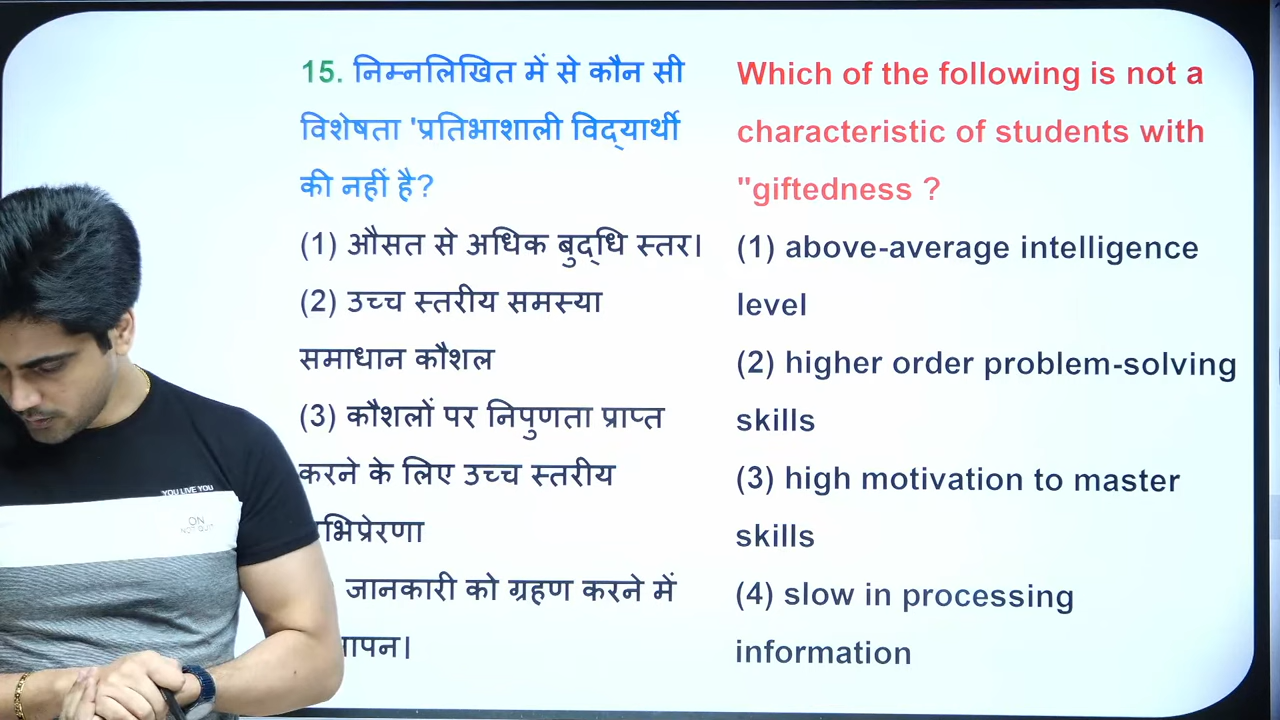 15. निम्नलिखित में से कौन सी
विशेषता 'प्रतिभाशाली विद्यार्थी
की नहीं है?
(1) औसत से अधिक बुद्धि स्तर।
(2) उच्च स्तरीय समस्या
समाधान कौशल
(3) कौशलों पर निपुणता प्राप्त
करने के लिए उच्च स्तरीय
जानकारी को ग्रहण करने में
Which of the following is not a
characteristic of students with
"giftedness ?
(1) above-average intelligence
level
(2) higher order problem-solving
skills
(3) high motivation to master
skills
(4) slow in processing
information
YOU LIVE YOU
ON